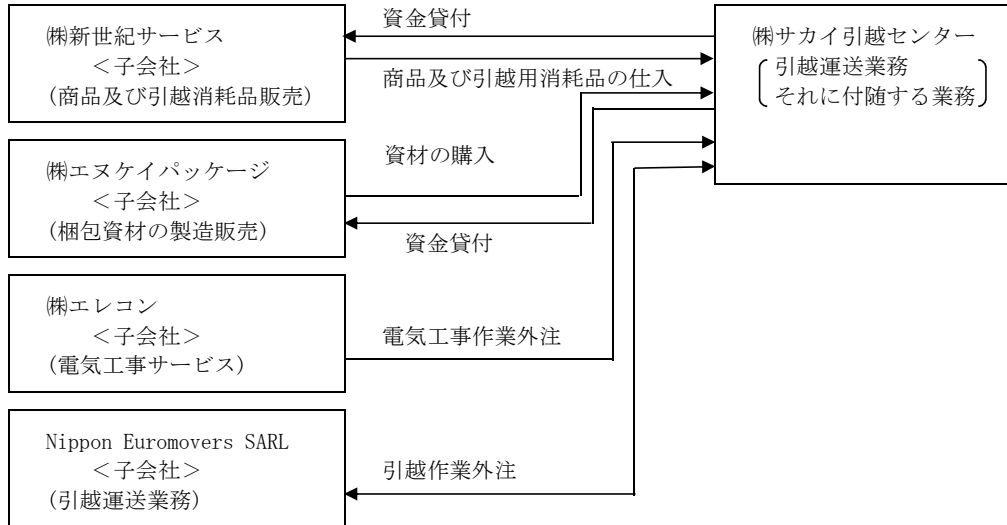 ㈱新世紀サービス
＜子会社＞
(商品及び引越消耗品販売)
資金貸付
商品及び引越用消耗品の仕入
㈱サカイ引越センター
引越運送業務
それに付随する業務
㈱エヌケイパッケージ
＜子会社＞
(梱包資材の製造販売)
資材の購入
資金貸付
㈱エレコン
＜子会社＞
(電気工事サービス)
電気工事作業外注
Nippon Euromovers SARL
＜子会社＞
(引越運送業務)
引越作業外注